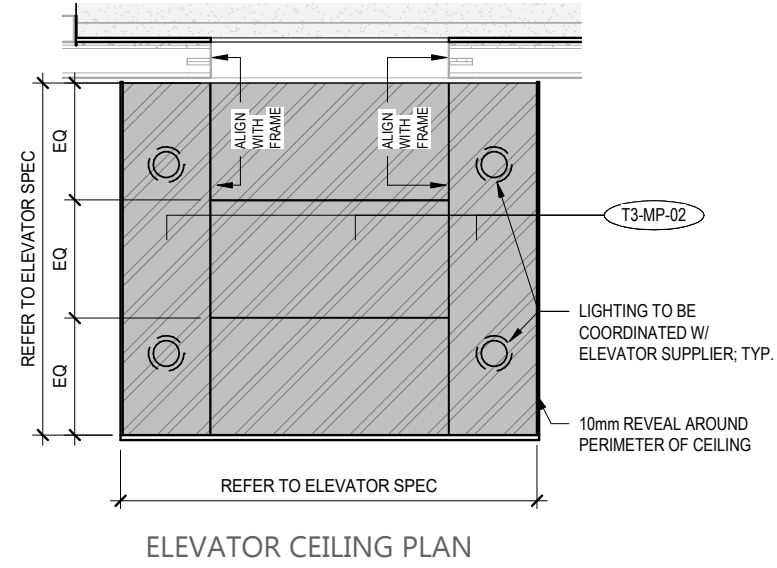 ALIGN
WITH
FRAME
ALIGN
WITH
FRAME
REFER TO ELEVATOR SPEC
EQ
EQ
EQ
T3-MP-02
LIGHTING TO BE
COORDINATED W/
ELEVATOR SUPPLIER; TYP.
10mm REVEAL AROUND
PERIMETER OF CEILING
REFER TO ELEVATOR SPEC
ELEVATOR CEILING PLAN